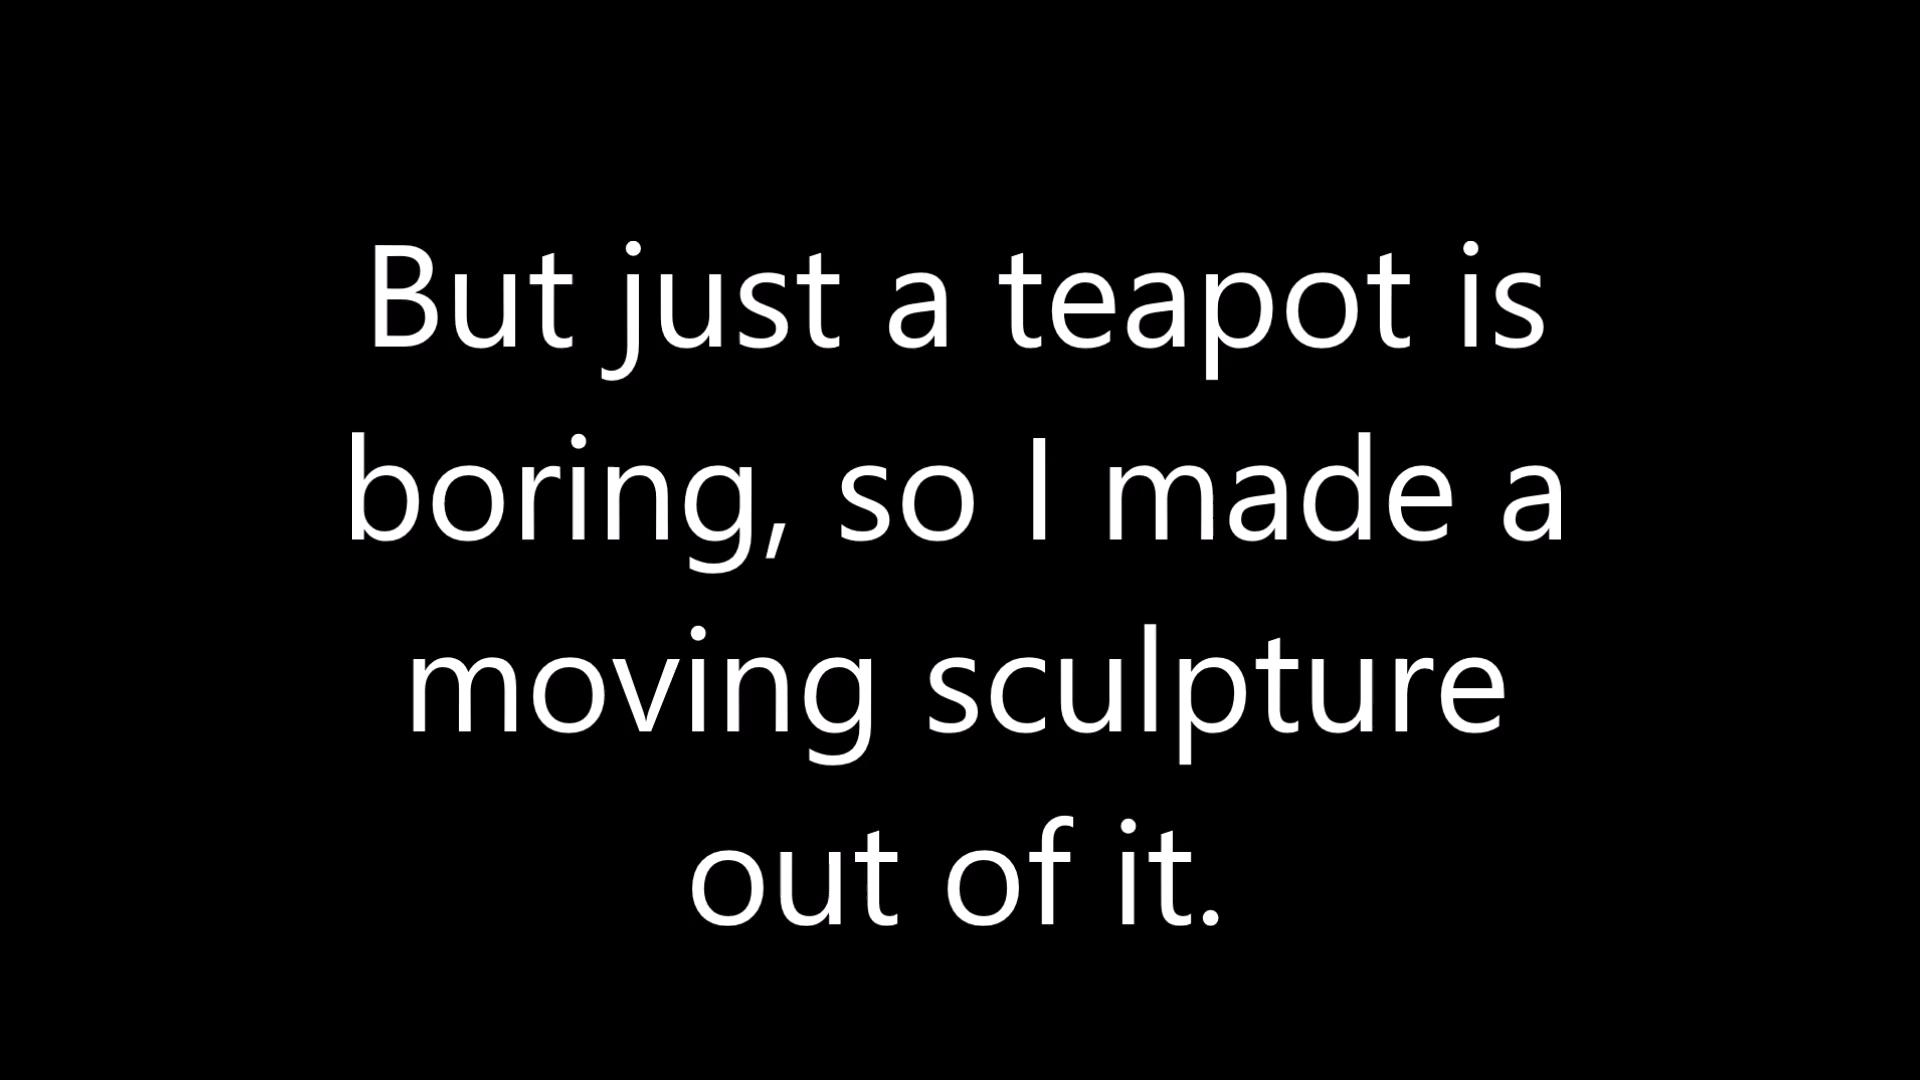 But just a teapot is
boring, so I made a
moving sculpture
out of it.